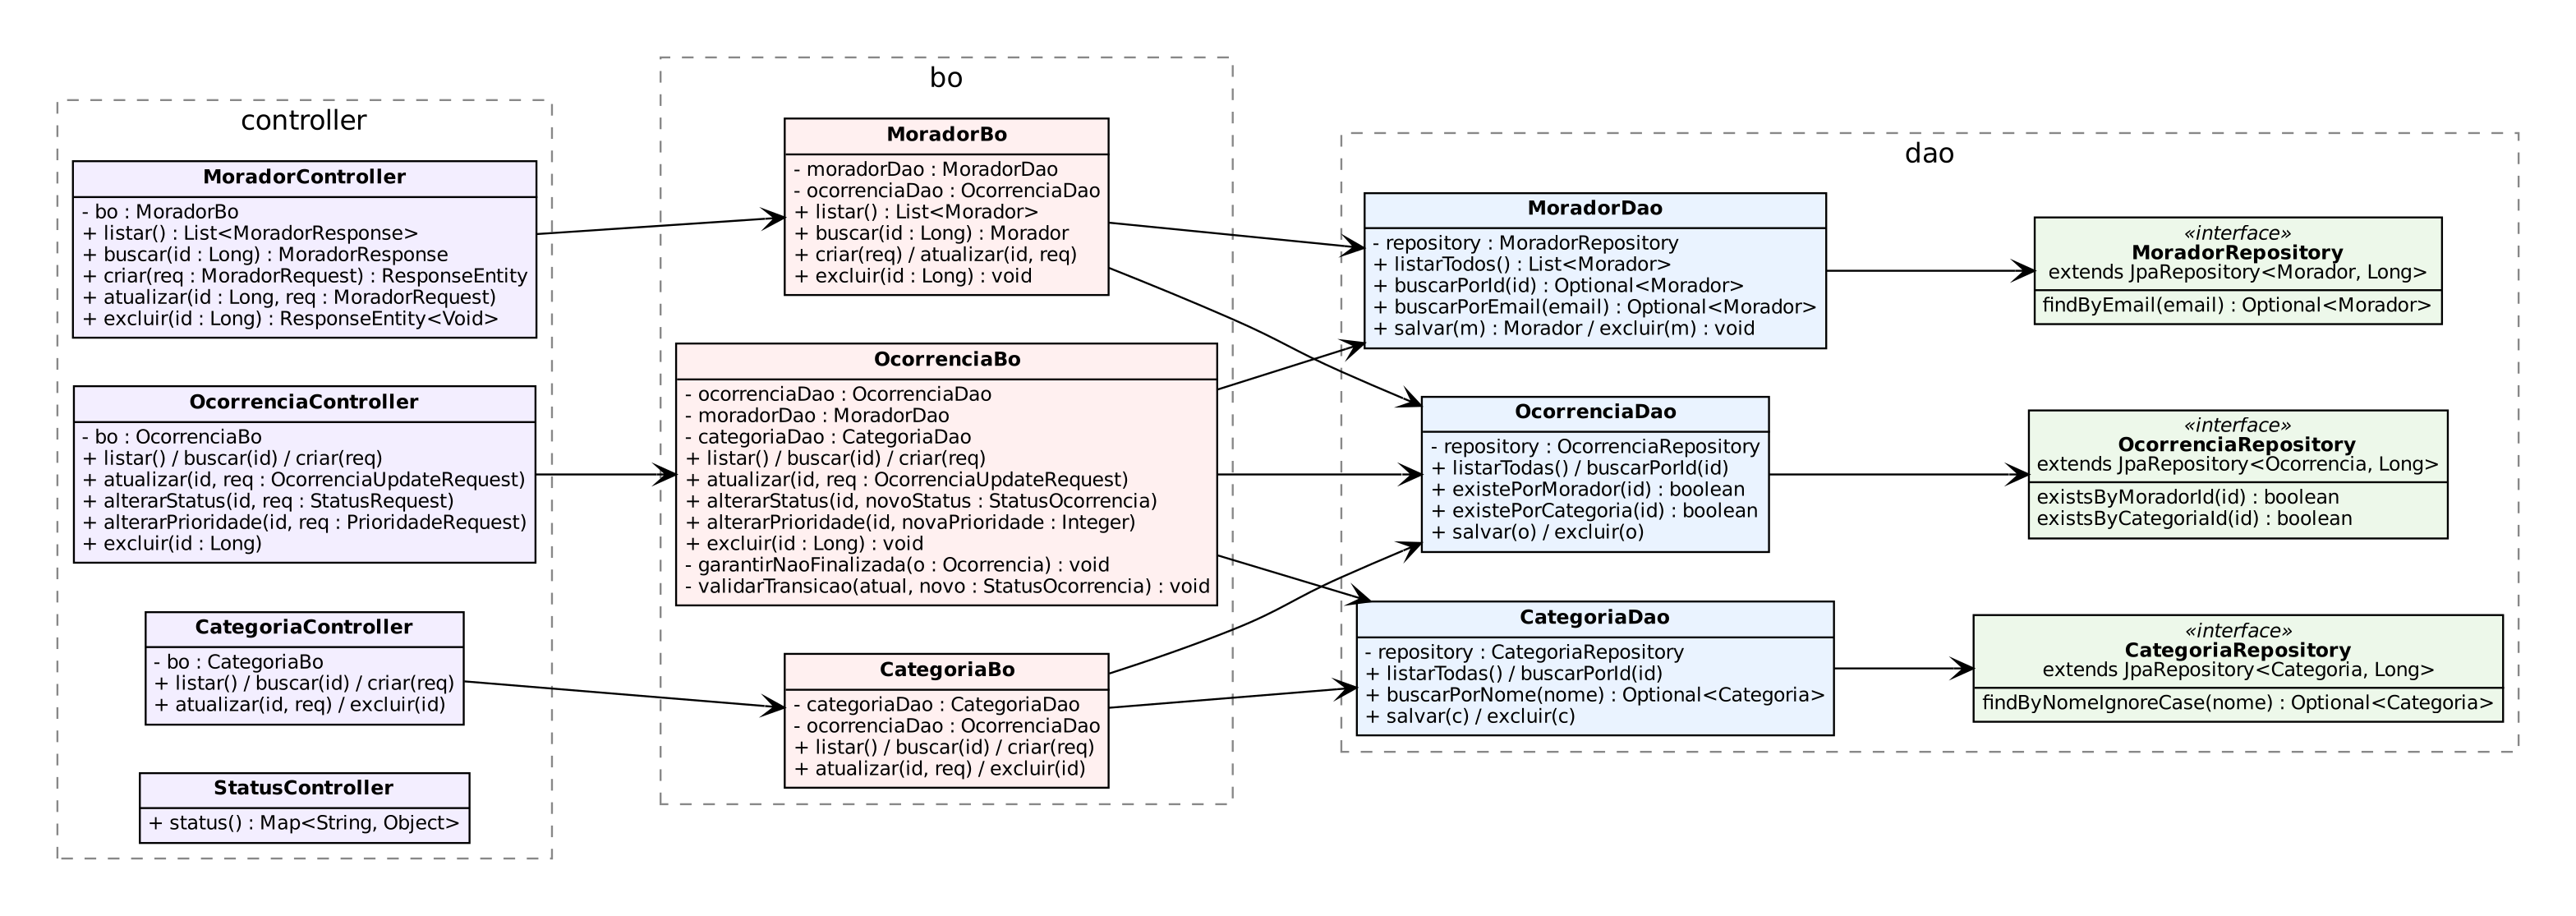 controller
MoradorController
- bo : MoradorBo
+ listar() : List<MoradorResponse>
+ buscar(id : Long) : MoradorResponse
+ criar(req : MoradorRequest) : ResponseEntity
+ atualizar(id : Long, req : MoradorRequest)
+ excluir(id : Long) : ResponseEntity<Void>
OcorrenciaController
- bo : OcorrenciaBo
+ listar() / buscar(id) / criar(req)
+ atualizar(id, req : OcorrenciaUpdateRequest)
+ alterarStatus(id, req : StatusRequest)
+ alterarPrioridade(id, req : PrioridadeRequest)
+ excluir(id : Long)
CategoriaController
- bo : CategoriaBo
+ listar() / buscar(id) / criar(req)
+ atualizar(id, req) / excluir(id)
StatusController
+ status() : Map<String, Object>
bo
MoradorBo
- moradorDao : MoradorDao
- ocorrenciaDao : OcorrenciaDao
+ listar() : List<Morador>
+ buscar(id : Long) : Morador
+ criar(req) / atualizar(id, req)
+ excluir(id : Long) : void
OcorrenciaBo
- ocorrenciaDao : OcorrenciaDao
- moradorDao : MoradorDao
- categoriaDao : CategoriaDao
+ listar() / buscar(id) / criar(req)
+ atualizar(id, req : OcorrenciaUpdateRequest)
+ alterarStatus(id, novoStatus : StatusOcorrencia)
+ alterarPrioridade(id, novaPrioridade : Integer)
+ excluir(id : Long) : void
- garantirNaoFinalizada(o : Ocorrencia) : void
- validarTransicao(atual, novo : StatusOcorrencia) : void
CategoriaBo
- categoriaDao : CategoriaDao
- ocorrenciaDao : OcorrenciaDao
+ listar() / buscar(id) / criar(req)
+ atualizar(id, req) / excluir(id)
dao
MoradorDao
- repository : MoradorRepository
+ listarTodos() : List<Morador>
+ buscarPorId(id) : Optional<Morador>
+ buscarPorEmail(email) : Optional<Morador>
+ salvar(m) : Morador / excluir(m) : void
OcorrenciaDao
- repository : OcorrenciaRepository
+ listarTodas() / buscarPorId(id)
+ existePorMorador(id) : boolean
+ existePorCategoria(id) : boolean
+ salvar(o) / excluir(o)
CategoriaDao
- repository : CategoriaRepository
+ listarTodas() / buscarPorId(id)
+ buscarPorNome(nome) : Optional<Categoria>
+ salvar(c) / excluir(c)
«interface»
MoradorRepository
extends JpaRepository<Morador, Long>
findByEmail(email) : Optional<Morador>
«interface»
OcorrenciaRepository
extends JpaRepository<Ocorrencia, Long>
existsByMoradorId(id) : boolean
existsByCategoriaId(id) : boolean
«interface»
CategoriaRepository
extends JpaRepository<Categoria, Long>
findByNomeIgnoreCase(nome) : Optional<Categoria>